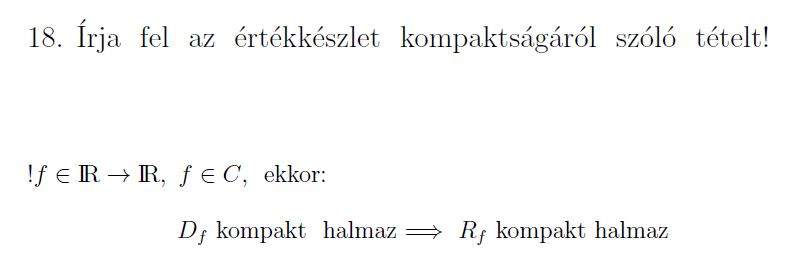 18. Írja fel az értékkészlet kompaktságáról szóló tételt!
!f ∈ ℝ → ℝ, f ∈ C, ekkor:
D_f kompakt halmaz ⟹ R_f kompakt halmaz